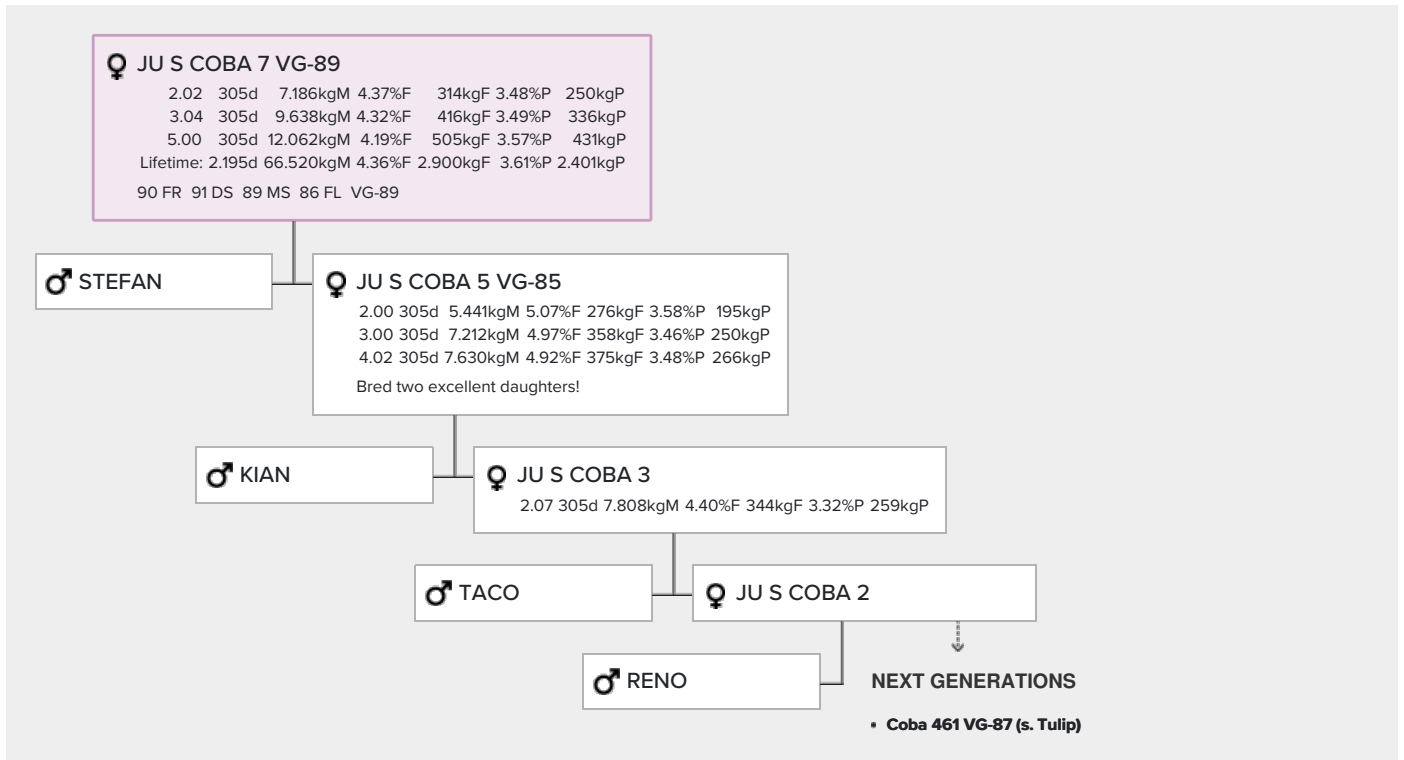 JU S COBA 7 VG-89
2.02 305d 7.186kgM 4.37%F 314kgF 3.48%P 250kgP
3.04 305d 9.638kgM 4.32%F 416kgF 3.49%P 336kgP
5.00 305d 12.062kgM 4.19%F 505kgF 3.57%P 431kgP
Lifetime: 2.195d 66.520kgM 4.36%F 2.900kgF 3.61%P 2.401kgP
90 FR 91 DS 89 MS 86 FL VG-89
STEFAN
JU S COBA 5 VG-85
2.00 305d 5.441kgM 5.07%F 276kgF 3.58%P 195kgP
3.00 305d 7.212kgM 4.97%F 358kgF 3.46%P 250kgP
4.02 305d 7.630kgM 4.92%F 375kgF 3.48%P 266kgP
Bred two excellent daughters!
KIAN
JU S COBA 3
2.07 305d 7.808kgM 4.40%F 344kgF 3.32%P 259kgP
TACO
JU S COBA 2
RENO
NEXT GENERATIONS
• Coba 461 VG-87 (s. Tulip)